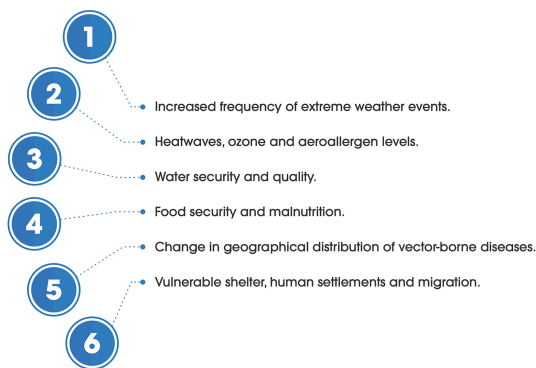 1
Increased frequency of extreme weather events.
2
Heatwaves, ozone and aeroallergen levels.
3
Water security and quality.
4
Food security and malnutrition.
5
Change in geographical distribution of vector-borne diseases.
6
Vulnerable shelter, human settlements and migration.